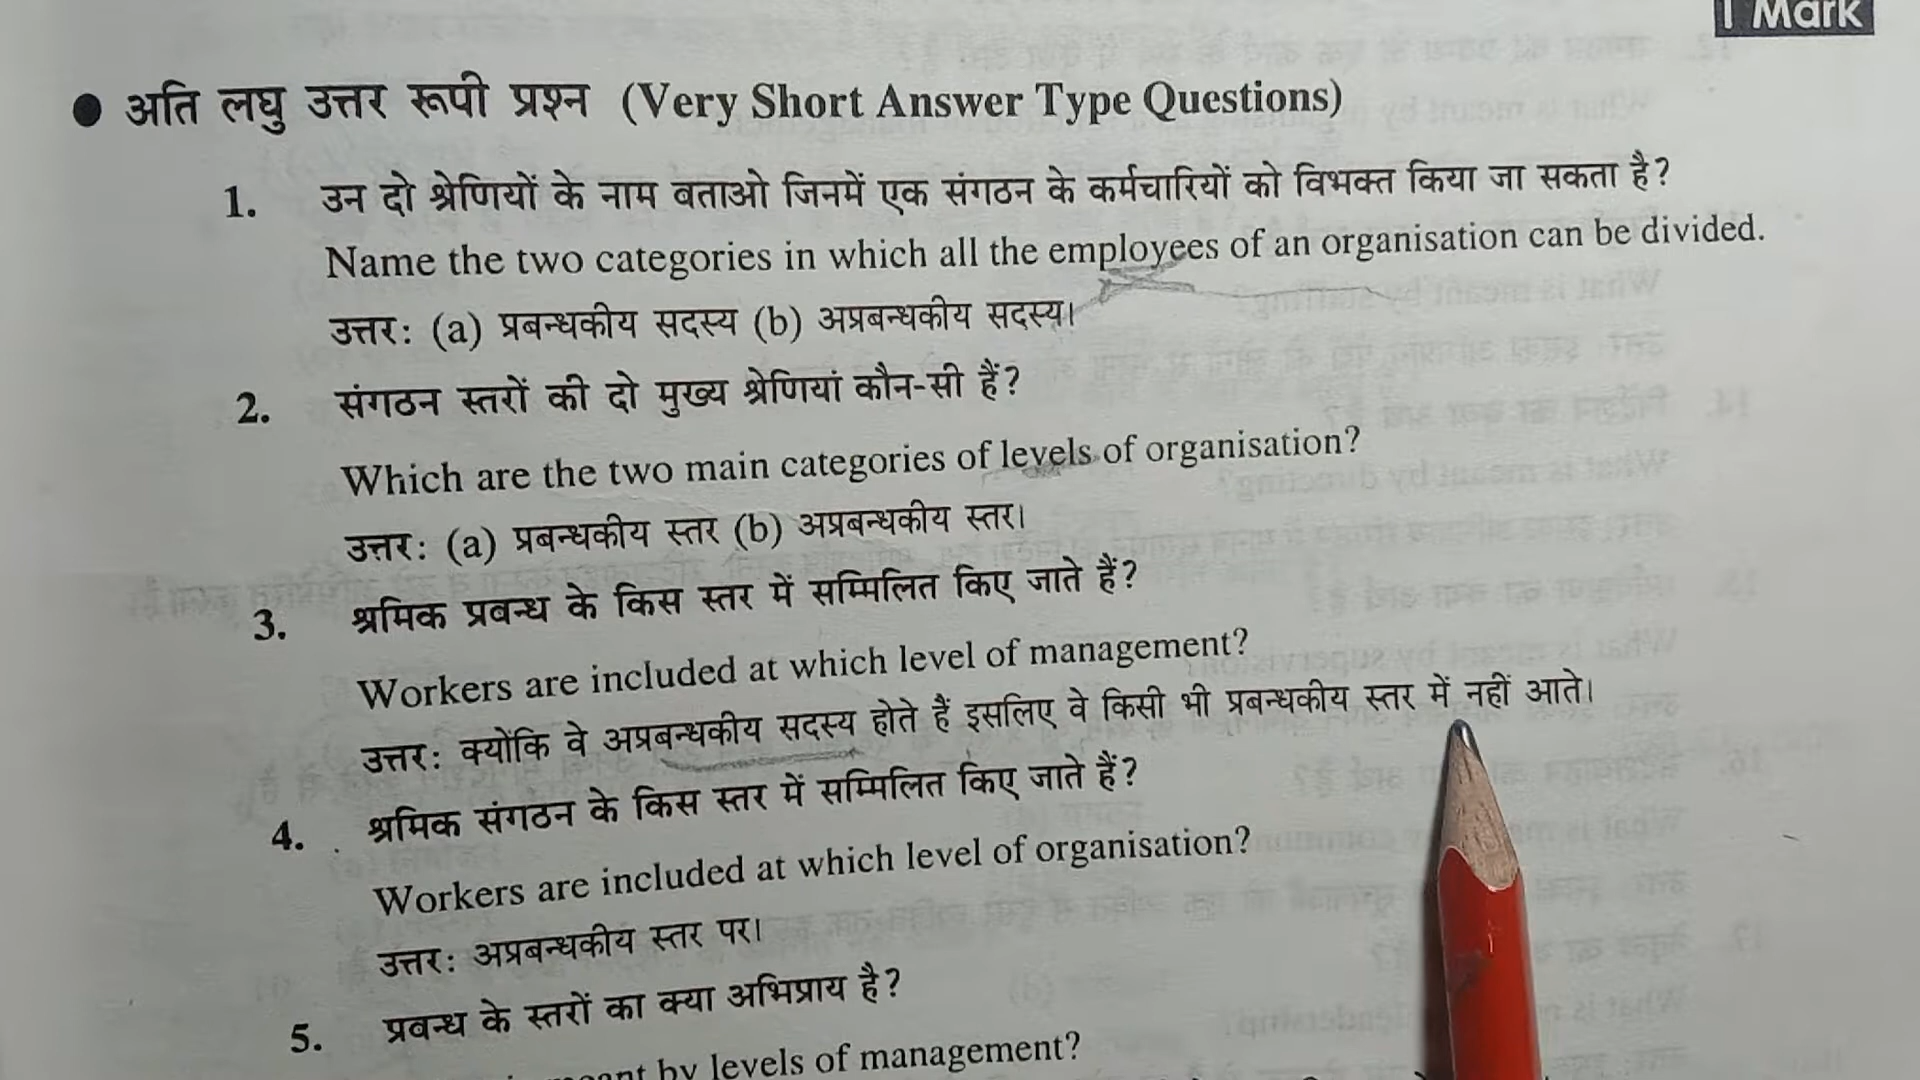 1 Mark
● अति लघु उत्तर रूपी प्रश्न (Very Short Answer Type Questions)
1. उन दो श्रेणियों के नाम बताओ जिनमें एक संगठन के कर्मचारियों को विभक्त किया जा सकता है?
Name the two categories in which all the employees of an organisation can be divided.
उत्तर: (a) प्रबन्धकीय सदस्य (b) अप्रबन्धकीय सदस्य।
2. संगठन स्तरों की दो मुख्य श्रेणियां कौन-सी हैं?
Which are the two main categories of levels of organisation?
उत्तर: (a) प्रबन्धकीय स्तर (b) अप्रबन्धकीय स्तर।
3. श्रमिक प्रबन्ध के किस स्तर में सम्मिलित किए जाते हैं?
Workers are included at which level of management?
उत्तर: क्योंकि वे अप्रबन्धकीय सदस्य होते हैं इसलिए वे किसी भी प्रबन्धकीय स्तर में नहीं आते।
4. श्रमिक संगठन के किस स्तर में सम्मिलित किए जाते हैं?
Workers are included at which level of organisation?
उत्तर: अप्रबन्धकीय स्तर पर।
5. प्रबन्ध के स्तरों का क्या अभिप्राय है?
by levels of management?